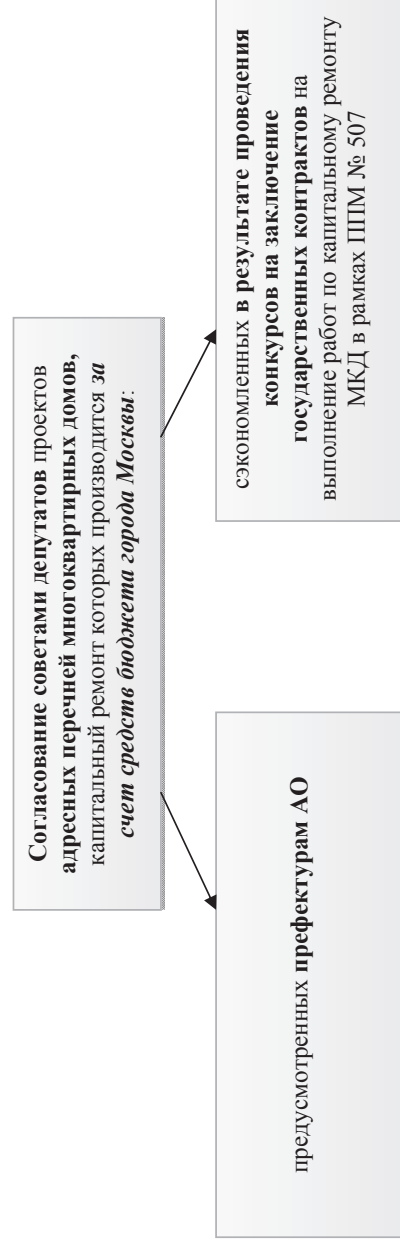 Согласование советами депутатов проектов
адресных перечней многоквартирных домов,
капитальный ремонт которых производится за
счет средств бюджета города Москвы:
предусмотренных префектурам АО
сэкономленных в результате проведения
конкурсов на заключение
государственных контрактов на
выполнение работ по капитальному ремонту
МКД в рамках ППМ № 507